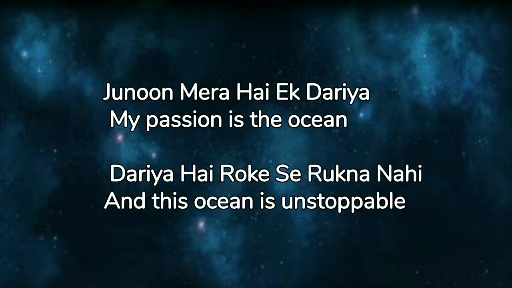 Junoon Mera Hai Ek Dariya
My passion is the ocean
Dariya Hai Roke Se Rukna Nahi
And this ocean is unstoppable